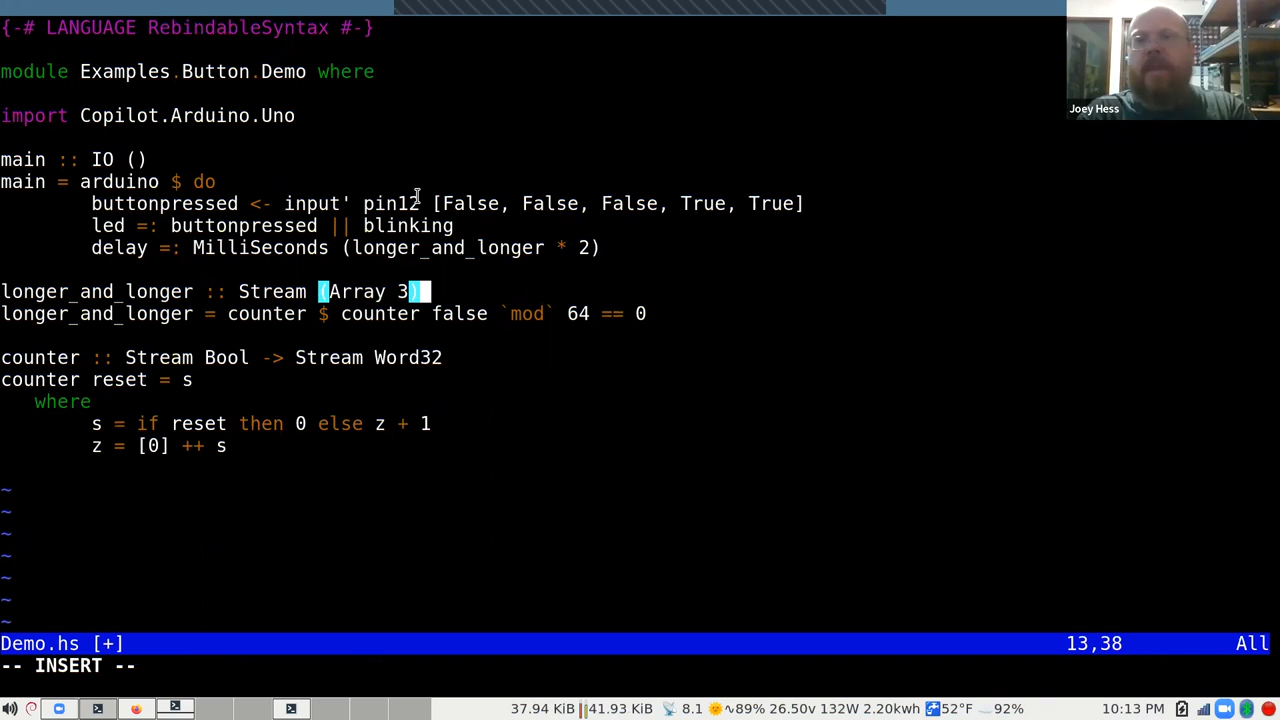 {-# LANGUAGE RebindableSyntax #-}
module Examples.Button.Demo where
import Copilot.Arduino.Uno
main :: IO ()
main = arduino $ do
buttonpressed <- input' pin12 [False, False, False, True, True]
led =: buttonpressed || blinking
delay =: MilliSeconds (longer_and_longer * 2)
longer_and_longer :: Stream (Array 3)
longer_and_longer = counter $ counter false `mod` 64 == 0
counter :: Stream Bool -> Stream Word32
counter reset = s
where
s = if reset then 0 else z + 1
z = [0] ++ s
~
~
~
~
~
~
~
Demo.hs [+] 13,38 All
-- INSERT --
Joey Hess
37.94 KiB 41.93 KiB 8.1 89% 26.50v 132W 2.20kwh 52°F 92% 10:13 PM